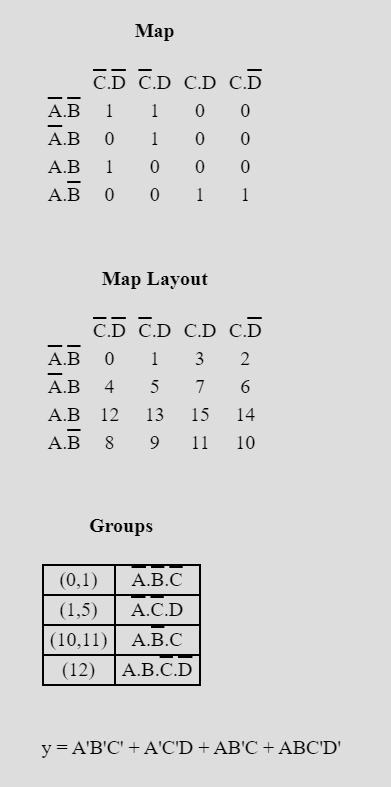 Map
C̅.D̅ C̅.D C.D C.D̅
A̅.B̅ 1 1 0 0
A̅.B 0 1 0 0
A.B 1 0 0 0
A.B̅ 0 0 1 1
Map Layout
C̅.D̅ C̅.D C.D C.D̅
A̅.B̅ 0 1 3 2
A̅.B 4 5 7 6
A.B 12 13 15 14
A.B̅ 8 9 11 10
Groups
(0,1) A̅.B̅.C̅
(1,5) A̅.C̅.D
(10,11) A.B̅.C
(12) A.B.C̅.D̅
y = A'B'C' + A'C'D + AB'C + ABC'D'